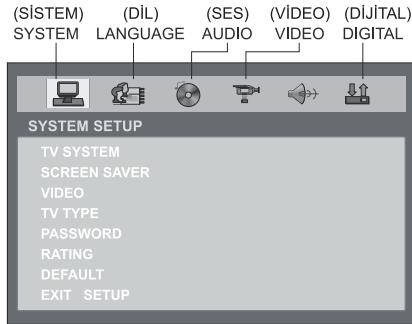 (SİSTEM) (DİL) (SES) (VİDEO) (DİJİTAL)
SYSTEM LANGUAGE AUDIO VIDEO DIGITAL
SYSTEM SETUP
TV SYSTEM
SCREEN SAVER
VIDEO
TV TYPE
PASSWORD
RATING
DEFAULT
EXIT SETUP